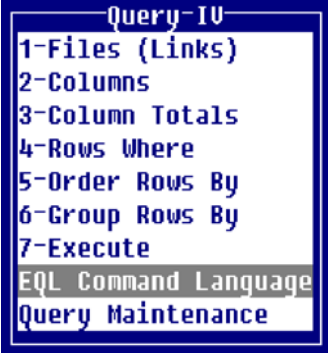 Query-IV
1-Files (Links)
2-Columns
3-Column Totals
4-Rows Where
5-Order Rows By
6-Group Rows By
7-Execute
EQL Command Language
Query Maintenance